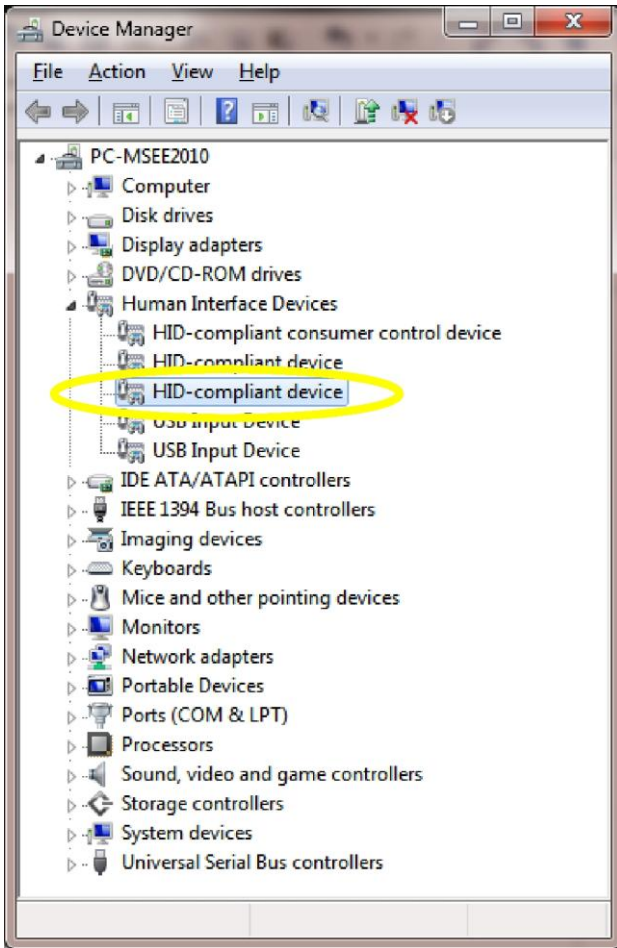 Device Manager
File Action View Help
PC-MSEE2010
Computer
Disk drives
Display adapters
DVD/CD-ROM drives
Human Interface Devices
HID-compliant consumer control device
HID-compliant device
HID-compliant device
USB Input Device
USB Input Device
IDE ATA/ATAPI controllers
IEEE 1394 Bus host controllers
Imaging devices
Keyboards
Mice and other pointing devices
Monitors
Network adapters
Portable Devices
Ports (COM & LPT)
Processors
Sound, video and game controllers
Storage controllers
System devices
Universal Serial Bus controllers